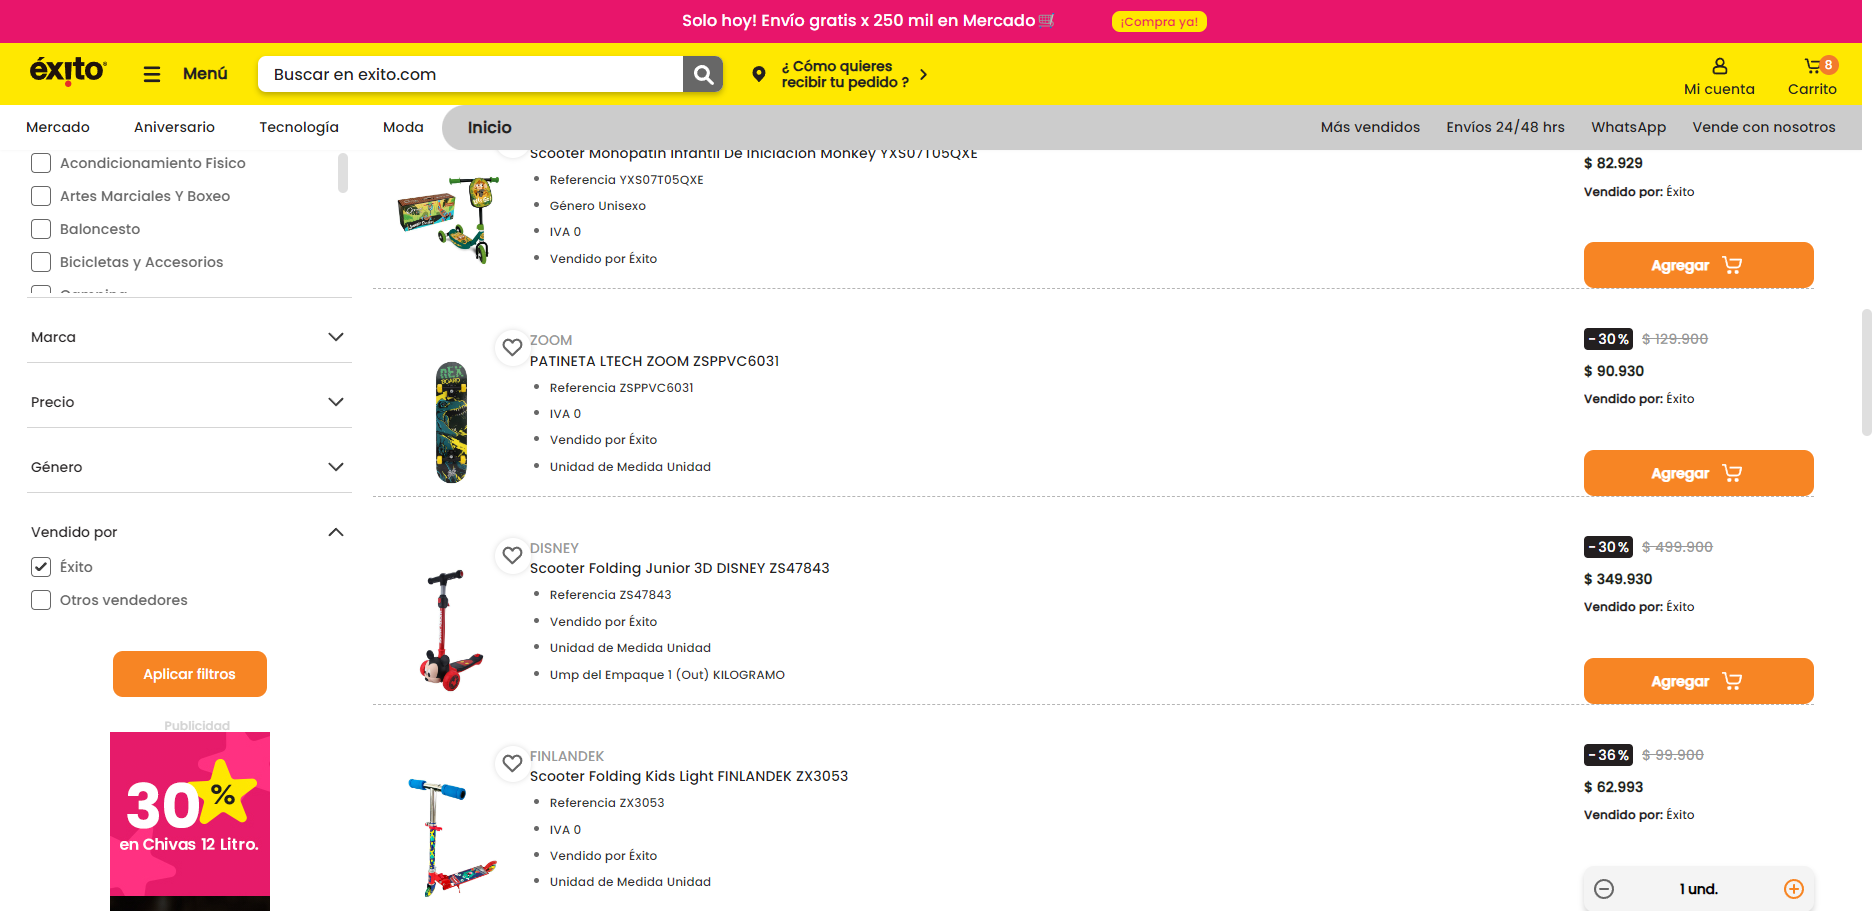 Solo hoy! Envío gratis x 250 mil en Mercado🛒
¡Compra ya!
éxito
Menú
Buscar en exito.com
¿ Cómo quieres
recibir tu pedido ?
Mi cuenta
8
Carrito
Mercado
Aniversario
Tecnología
Moda
Inicio
Más vendidos
Envíos 24/48 hrs
WhatsApp
Vende con nosotros
Acondicionamiento Fisico
Artes Marciales Y Boxeo
Baloncesto
Bicicletas y Accesorios
Marca
Precio
Género
Vendido por
Éxito
Otros vendedores
Aplicar filtros
Publicidad
30%
en Chivas 12 Litro.
Scooter Monopatin Infantil De Iniciacion Monkey YXS07T05QXE
Referencia YXS07T05QXE
Género Unisexo
IVA 0
Vendido por Éxito
$ 82.929
Vendido por: Éxito
Agregar
ZOOM
PATINETA LTECH ZOOM ZSPPVC6031
Referencia ZSPPVC6031
IVA 0
Vendido por Éxito
Unidad de Medida Unidad
REX
BOARD
-30% $ 129.900
$ 90.930
Vendido por: Éxito
Agregar
DISNEY
Scooter Folding Junior 3D DISNEY ZS47843
Referencia ZS47843
Vendido por Éxito
Unidad de Medida Unidad
Ump del Empaque 1 (Out) KILOGRAMO
-30% $ 499.900
$ 349.930
Vendido por: Éxito
Agregar
FINLANDEK
Scooter Folding Kids Light FINLANDEK ZX3053
Referencia ZX3053
IVA 0
Vendido por Éxito
Unidad de Medida Unidad
-36% $ 99.900
$ 62.993
Vendido por: Éxito
1 und.